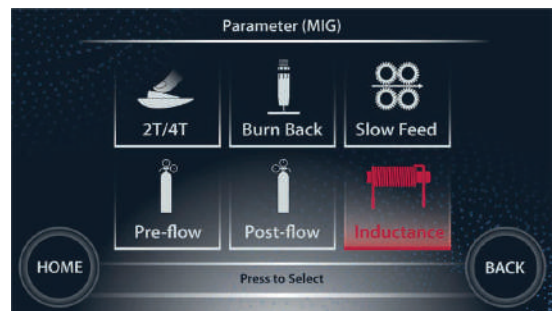 Parameter (MIG)
2T/4T
Burn Back
Slow Feed
Pre-flow
Post-flow
Inductance
HOME
Press to Select
BACK